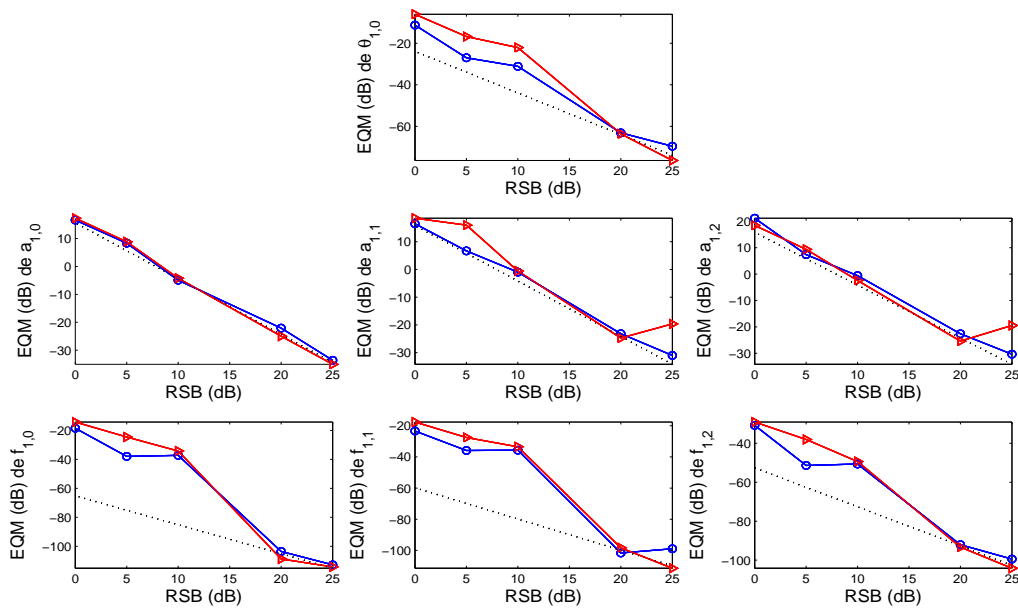 EQM (dB) de θ1,0
−20
−40
−60
0 5 10 15 20 25
RSB (dB)
EQM (dB) de a1,0
10
0
−10
−20
−30
0 5 10 15 20 25
RSB (dB)
EQM (dB) de a1,1
10
0
−10
−20
−30
0 5 10 15 20 25
RSB (dB)
EQM (dB) de a1,2
20
10
0
−10
−20
−30
0 5 10 15 20 25
RSB (dB)
EQM (dB) de f1,0
−20
−40
−60
−80
−100
0 5 10 15 20 25
RSB (dB)
EQM (dB) de f1,1
−20
−40
−60
−80
−100
0 5 10 15 20 25
RSB (dB)
EQM (dB) de f1,2
−40
−60
−80
−100
0 5 10 15 20 25
RSB (dB)